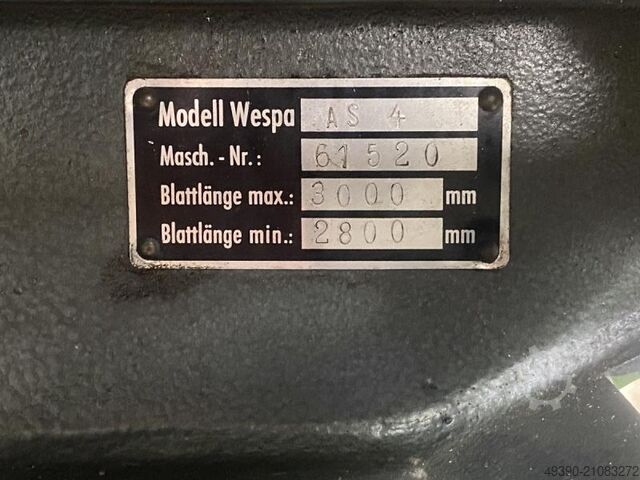 Modell Wespa AS 4
Masch. - Nr.: 61520
Blattlänge max.: 3000 mm
Blattlänge min.: 2800 mm
49390-21083272